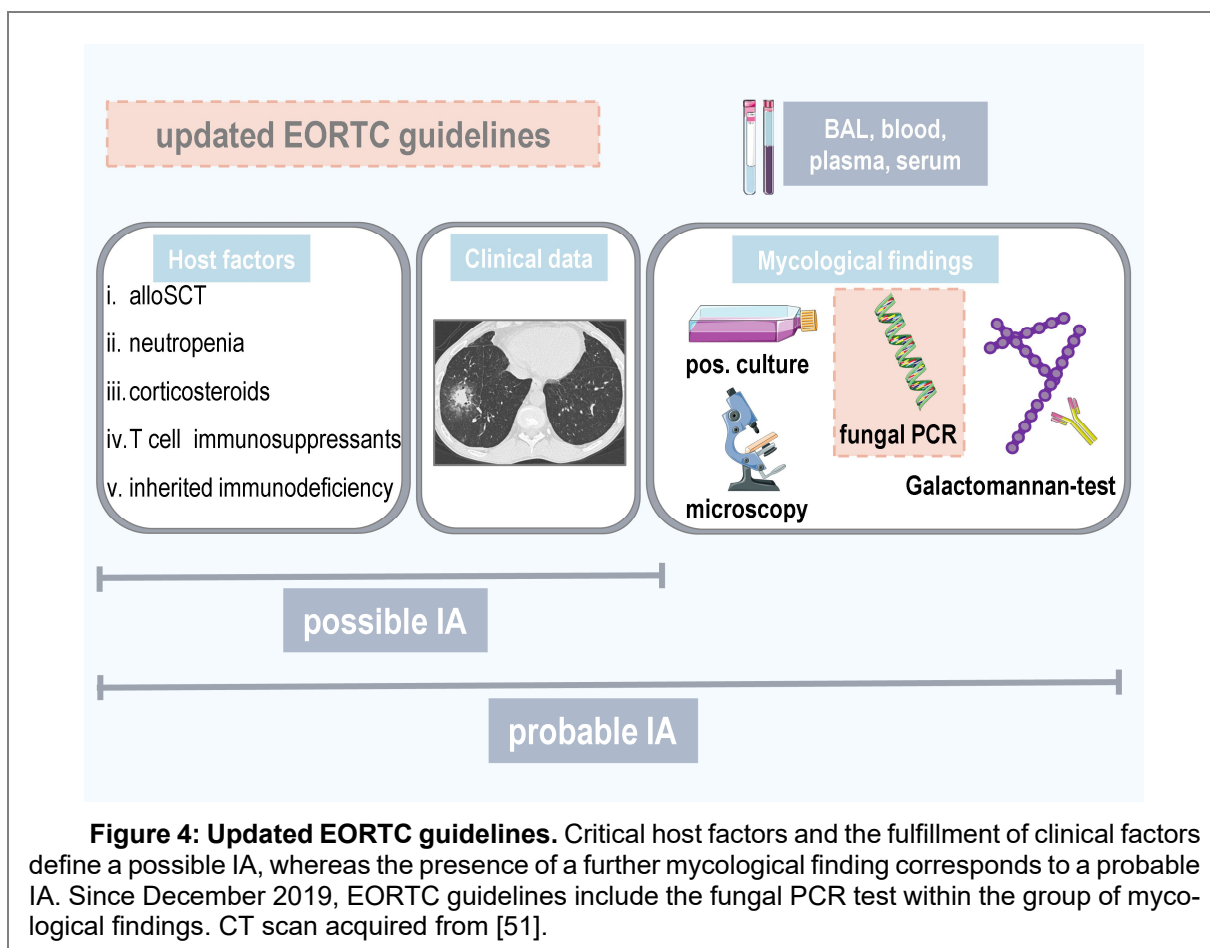 updated EORTC guidelines
BAL, blood,
plasma, serum
Host factors
i. alloSCT
ii. neutropenia
iii. corticosteroids
iv. T cell immunosuppressants
v. inherited immunodeficiency
Clinical data
Mycological findings
pos. culture
microscopy
fungal PCR
Galactomannan-test
possible IA
probable IA
Figure 4: Updated EORTC guidelines. Critical host factors and the fulfillment of clinical factors
define a possible IA, whereas the presence of a further mycological finding corresponds to a probable
IA. Since December 2019, EORTC guidelines include the fungal PCR test within the group of myco-
logical findings. CT scan acquired from [51].